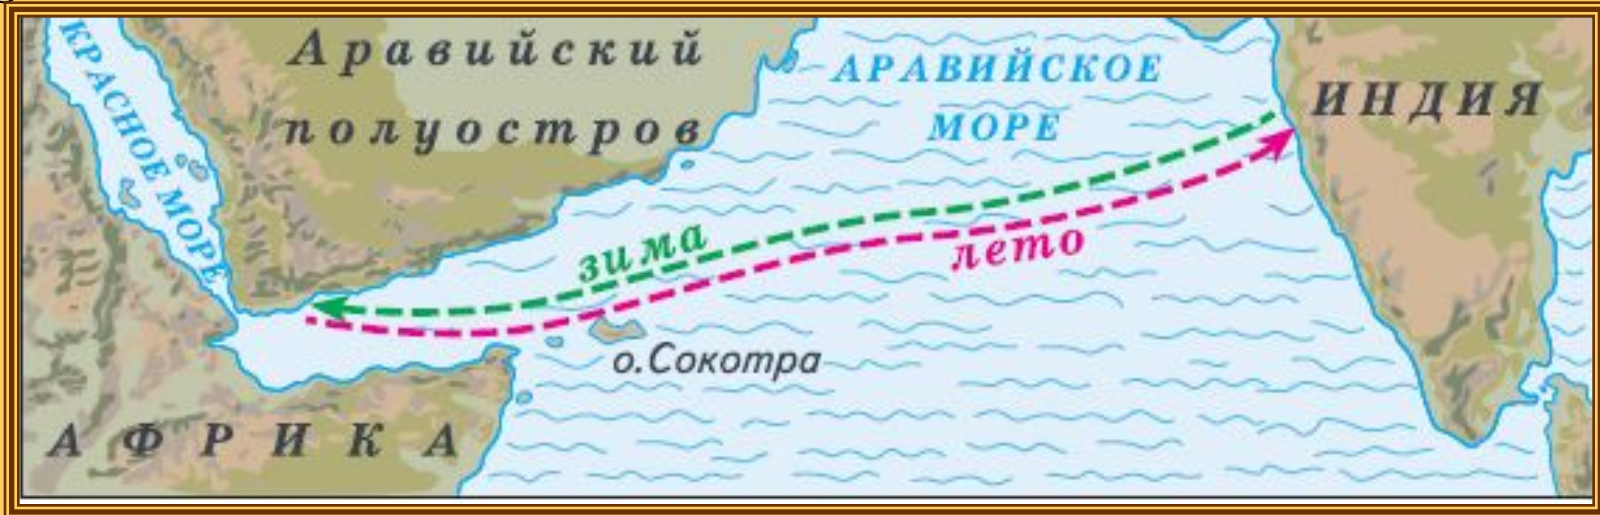 КРАСНОЕ МОРЕ
Аравийский
полуостров
АРАВИЙСКОЕ
МОРЕ
ИНДИЯ
зима
лето
о.Сокотра
АФРИКА